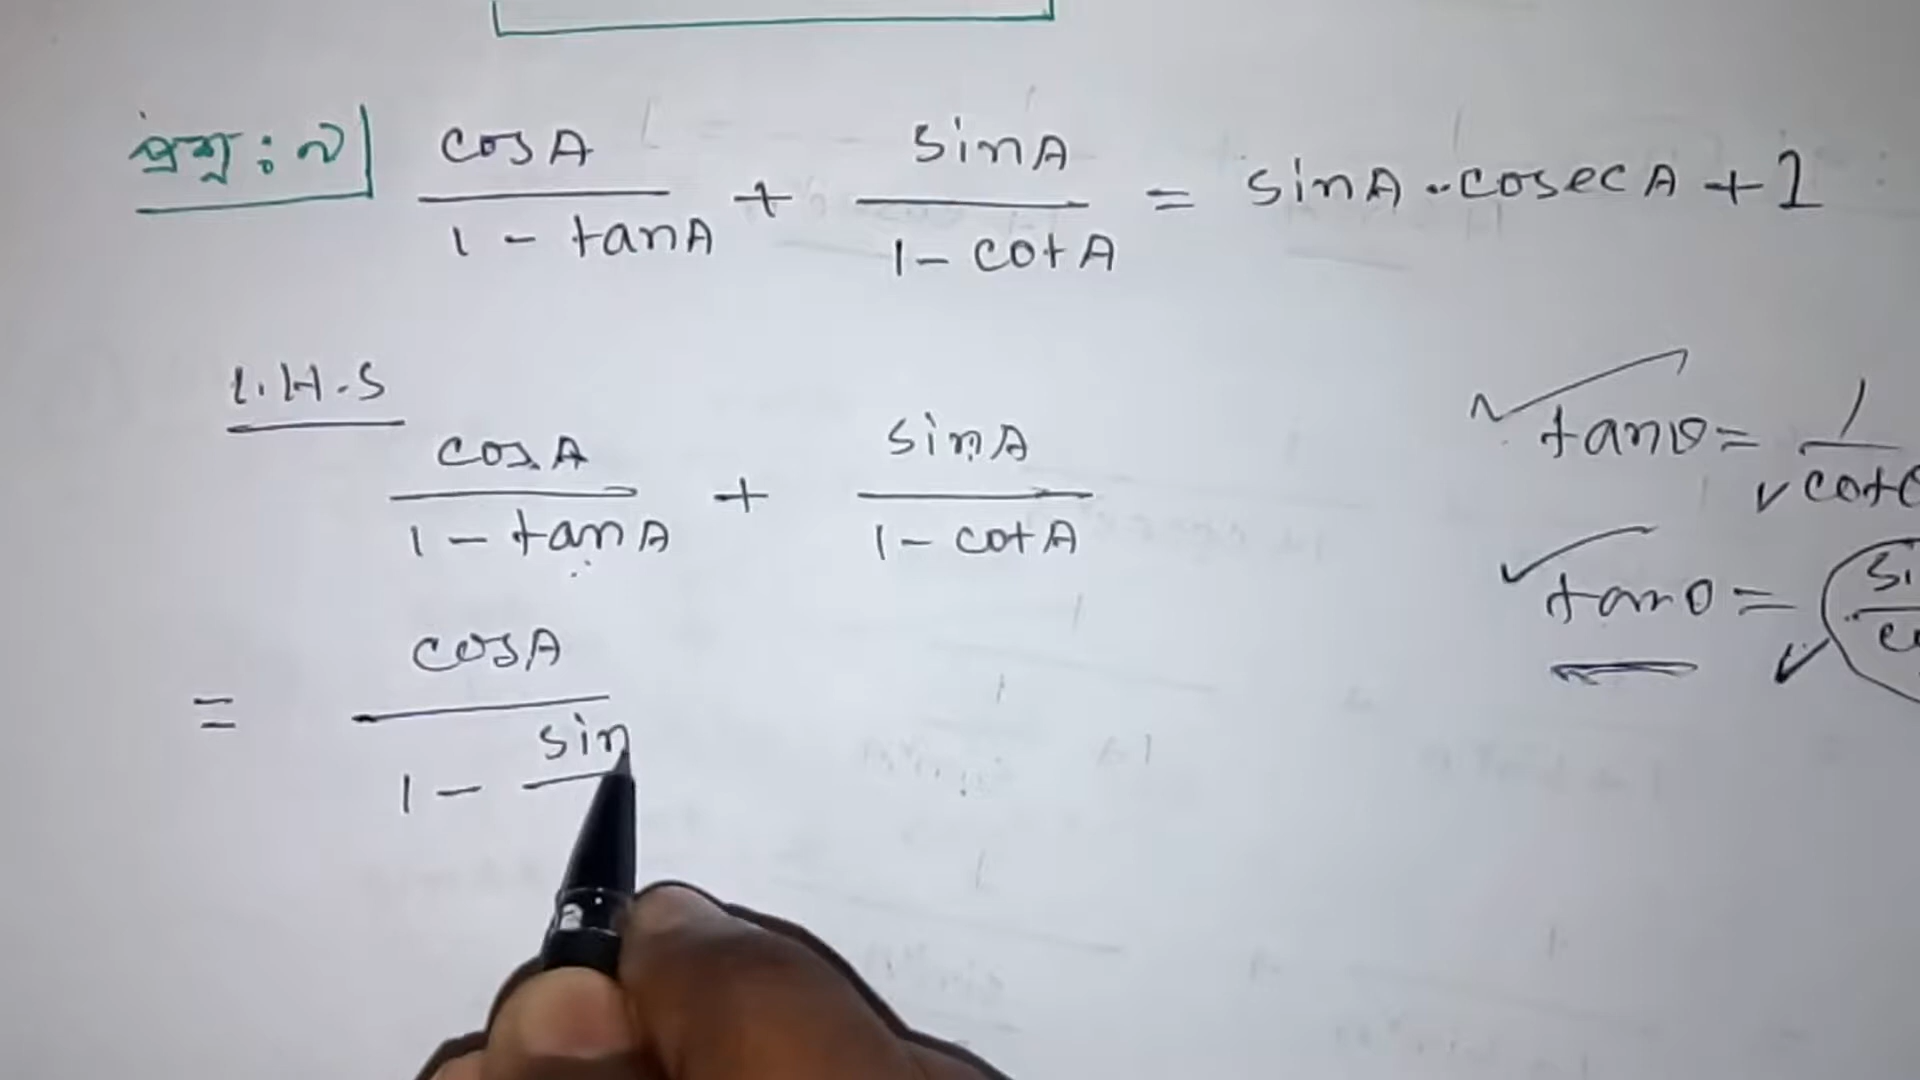 প্রশ্ন: ৯] cosA / (1 - tanA) + sinA / (1 - cotA) = sinA · cosecA + 1
L.H.S
cosA / (1 - tanA) + sinA / (1 - cotA)
tanθ = 1 / cotθ
tanθ =
= cosA / (1 - sin